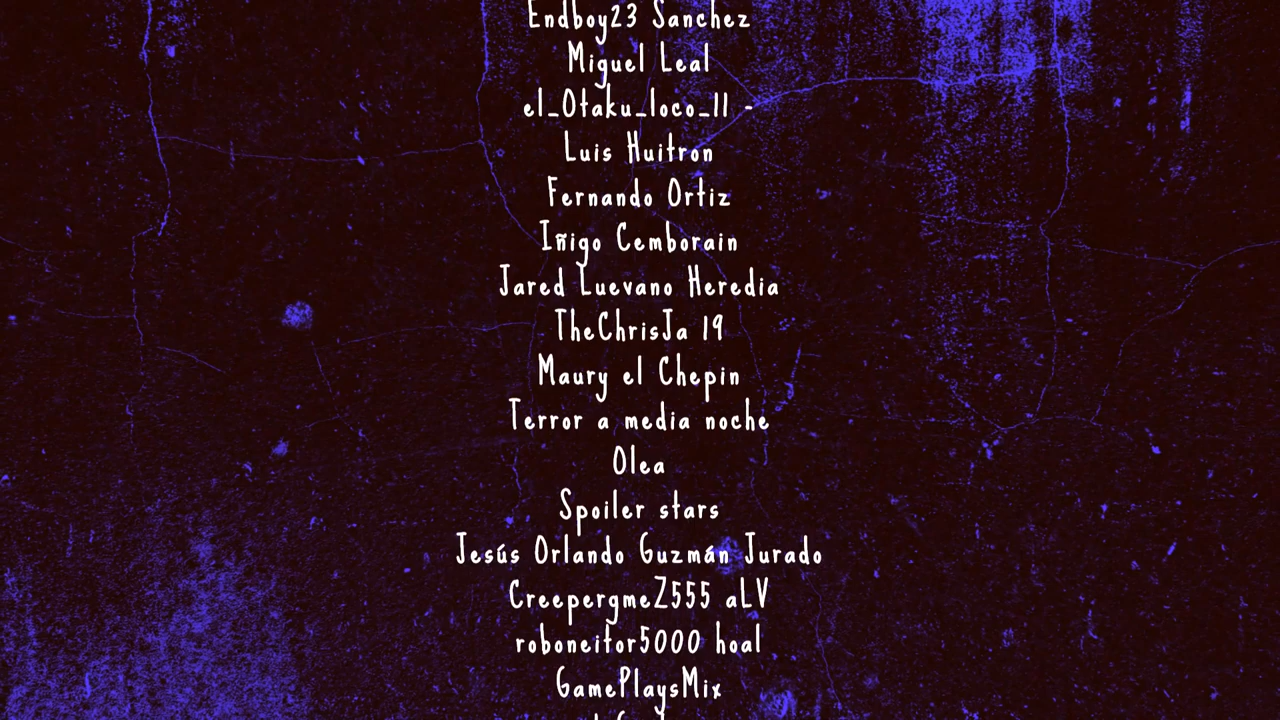 Endboy23 Sanchez
Miguel Leal
el_Otaku_loco_11 -
Luis Huitron
Fernando Ortiz
Iñigo Cemborain
Jared Luevano Heredia
TheChrisJa 19
Maury el Chepin
Terror a media noche
Olea
Spoiler stars
Jesús Orlando Guzmán Jurado
CreepergmeZ555 aLV
roboneitor5000 hoal
GamePlaysMix